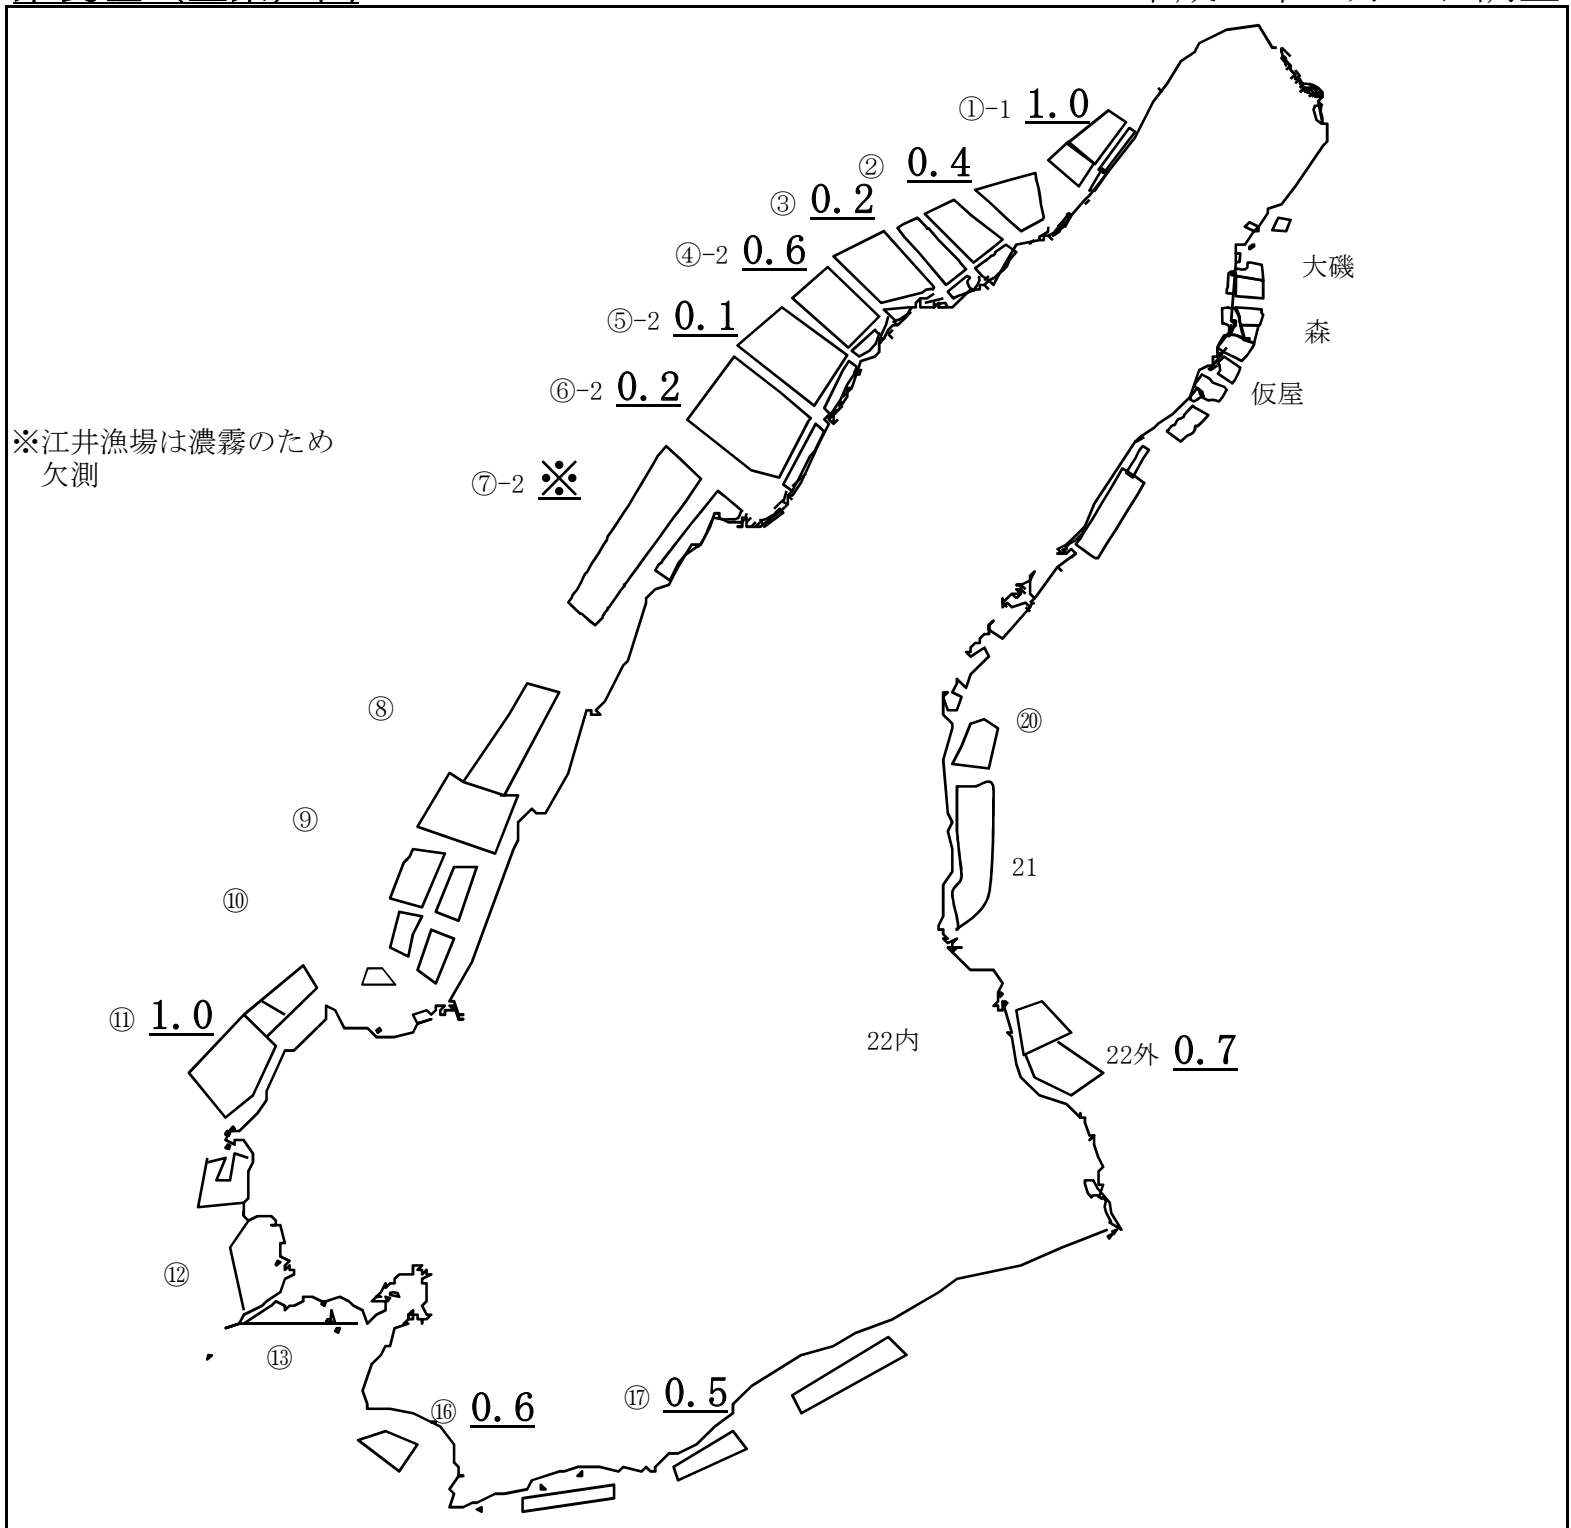 ①-1 1.0
② 0.4
③ 0.2
④-2 0.6
⑤-2 0.1
⑥-2 0.2
⑦-2 ※
※江井漁場は濃霧のため
欠測
大磯
森
仮屋
⑧
⑨
⑩
⑪ 1.0
⑫
⑬
⑯ 0.6
⑰ 0.5
⑳
21
22内
22外 0.7